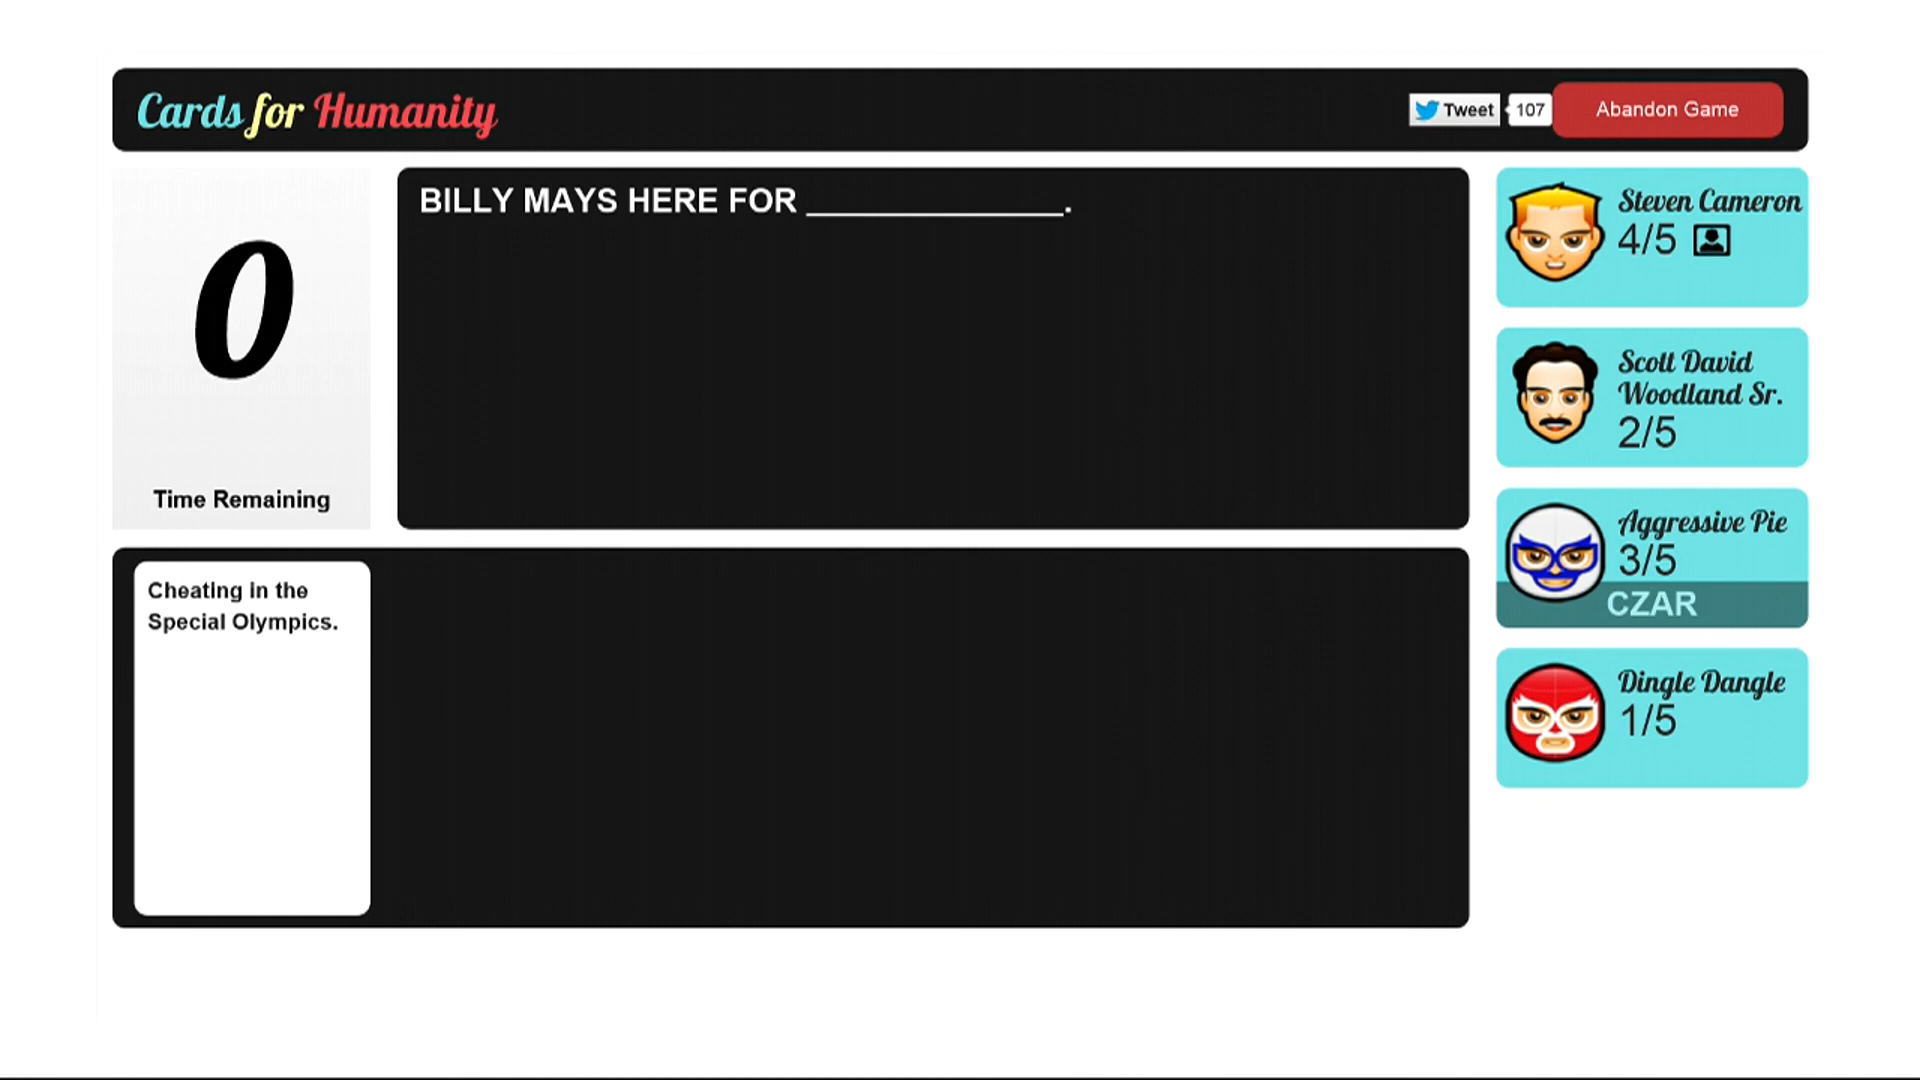 Cards for Humanity
Tweet 107 Abandon Game
0
Time Remaining
BILLY MAYS HERE FOR ______________.
Cheating in the
Special Olympics.
Steven Cameron
4/5
Scott David
Woodland Sr.
2/5
Aggressive Pie
3/5
CZAR
Dingle Dangle
1/5